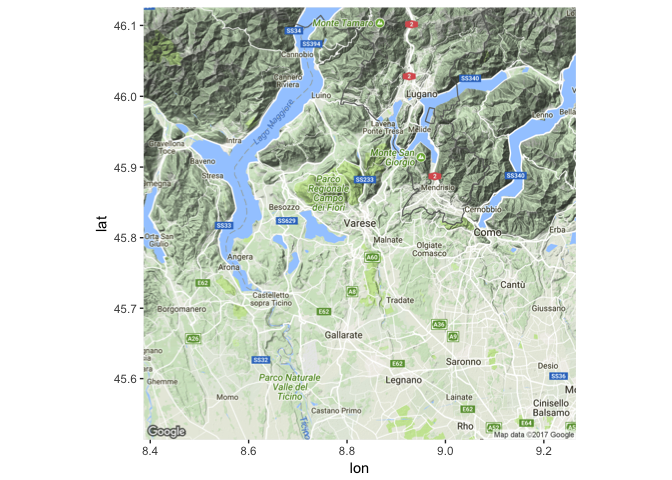 46.1
46.0
45.9
45.8
45.7
45.6
lat
8.4
8.6
8.8
9.0
9.2
lon
Monte Tamaro
2
SS34
SS394
Cannobio
Cannero
Riviera
2
SS340
Luino
Lugano
Lago Maggiore
Lavena
Ponte Tresa
Melide
Lenno
Bellá
gravellona
Toce
Intra
Baveno
Monte San
Giorgio
Stresa
Parco
Regionale
Campo
dei Fiori
SS233
2
SS340
Mendrisio
Besozzo
SS629
Cernobbio
SS33
Varese
Como
Erba
Orta San
Giulio
Malnate
Olgiate
Comasco
Angera
A60
Arona
E62
A8
Cantù
Castelletto
sopra Ticino
Tradate
Borgomanero
E62
Giussano
A36
A26
Gallarate
A9
SS32
E62
Saronno
Desio
SS36
Ghemme
Parco Naturale
Valle del
Ticino
Legnano
Momo
Lainate
Cinisello
Balsamo
Castano Primo
E62
Rho
E64
Google
Map data ©2017 Google